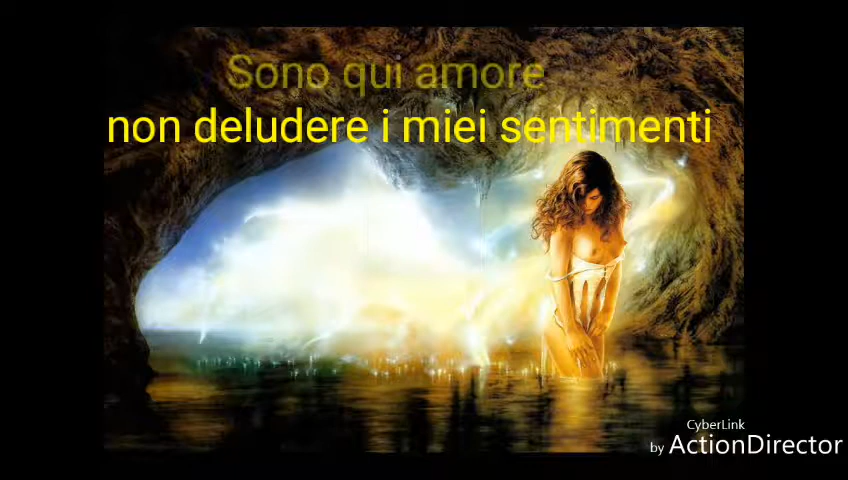 Sono qui amore
non deludere i miei sentimenti
CyberLink
by ActionDirector